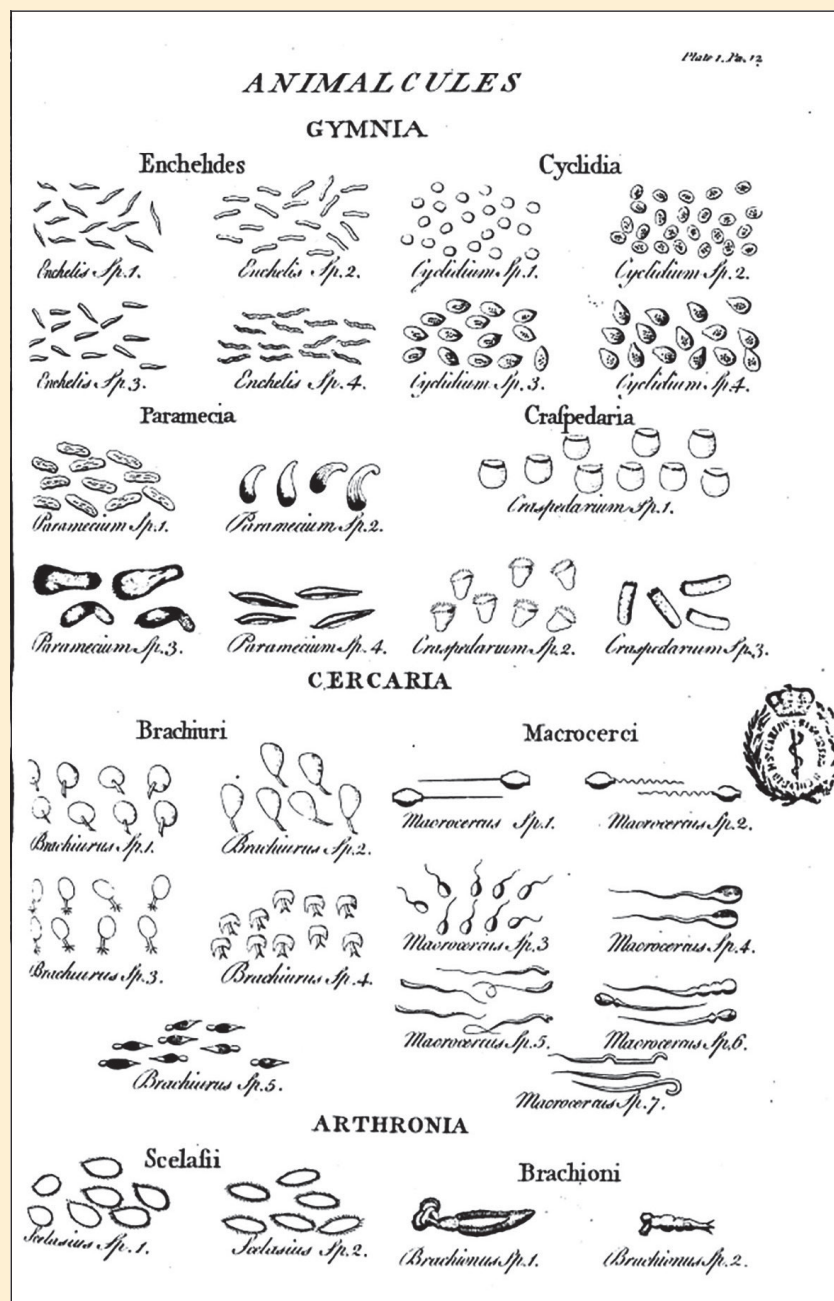 Plate 1. Pa. 12
ANIMALCULES
GYMNIA.
Enchelides Cyclidia
Enchelis Sp. 1. Enchelis Sp. 2. Cyclidium Sp. 1. Cyclidium Sp. 2.
Enchelis Sp. 3. Enchelis Sp. 4. Cyclidium Sp. 3 Cyclidium Sp. 4.
Paramecia Craſpedaria
Paramecium Sp. 1. Paramecium Sp. 2. Craspedarium Sp. 1.
Paramecium Sp. 3. Paramecium Sp. 4. Craspedarium Sp. 2. Craspedarium Sp. 3.
CERCARIA
Brachiuri Macrocerci
Brachiurus Sp. 1. Brachiurus Sp. 2. Macrocercus Sp. 1. Macrocercus Sp. 2.
Brachiurus Sp. 3. Brachiurus Sp. 4. Macrocercus Sp. 3 Macrocercus Sp. 4.
Macrocercus Sp. 5. Macrocercus Sp. 6.
Brachiurus Sp. 5.
Macrocercus Sp. 7.
ARTHRONIA
Scelaſii Brachioni
Scelasius Sp. 1. Scelasius Sp. 2. Brachionus Sp. 1. Brachionus Sp. 2.